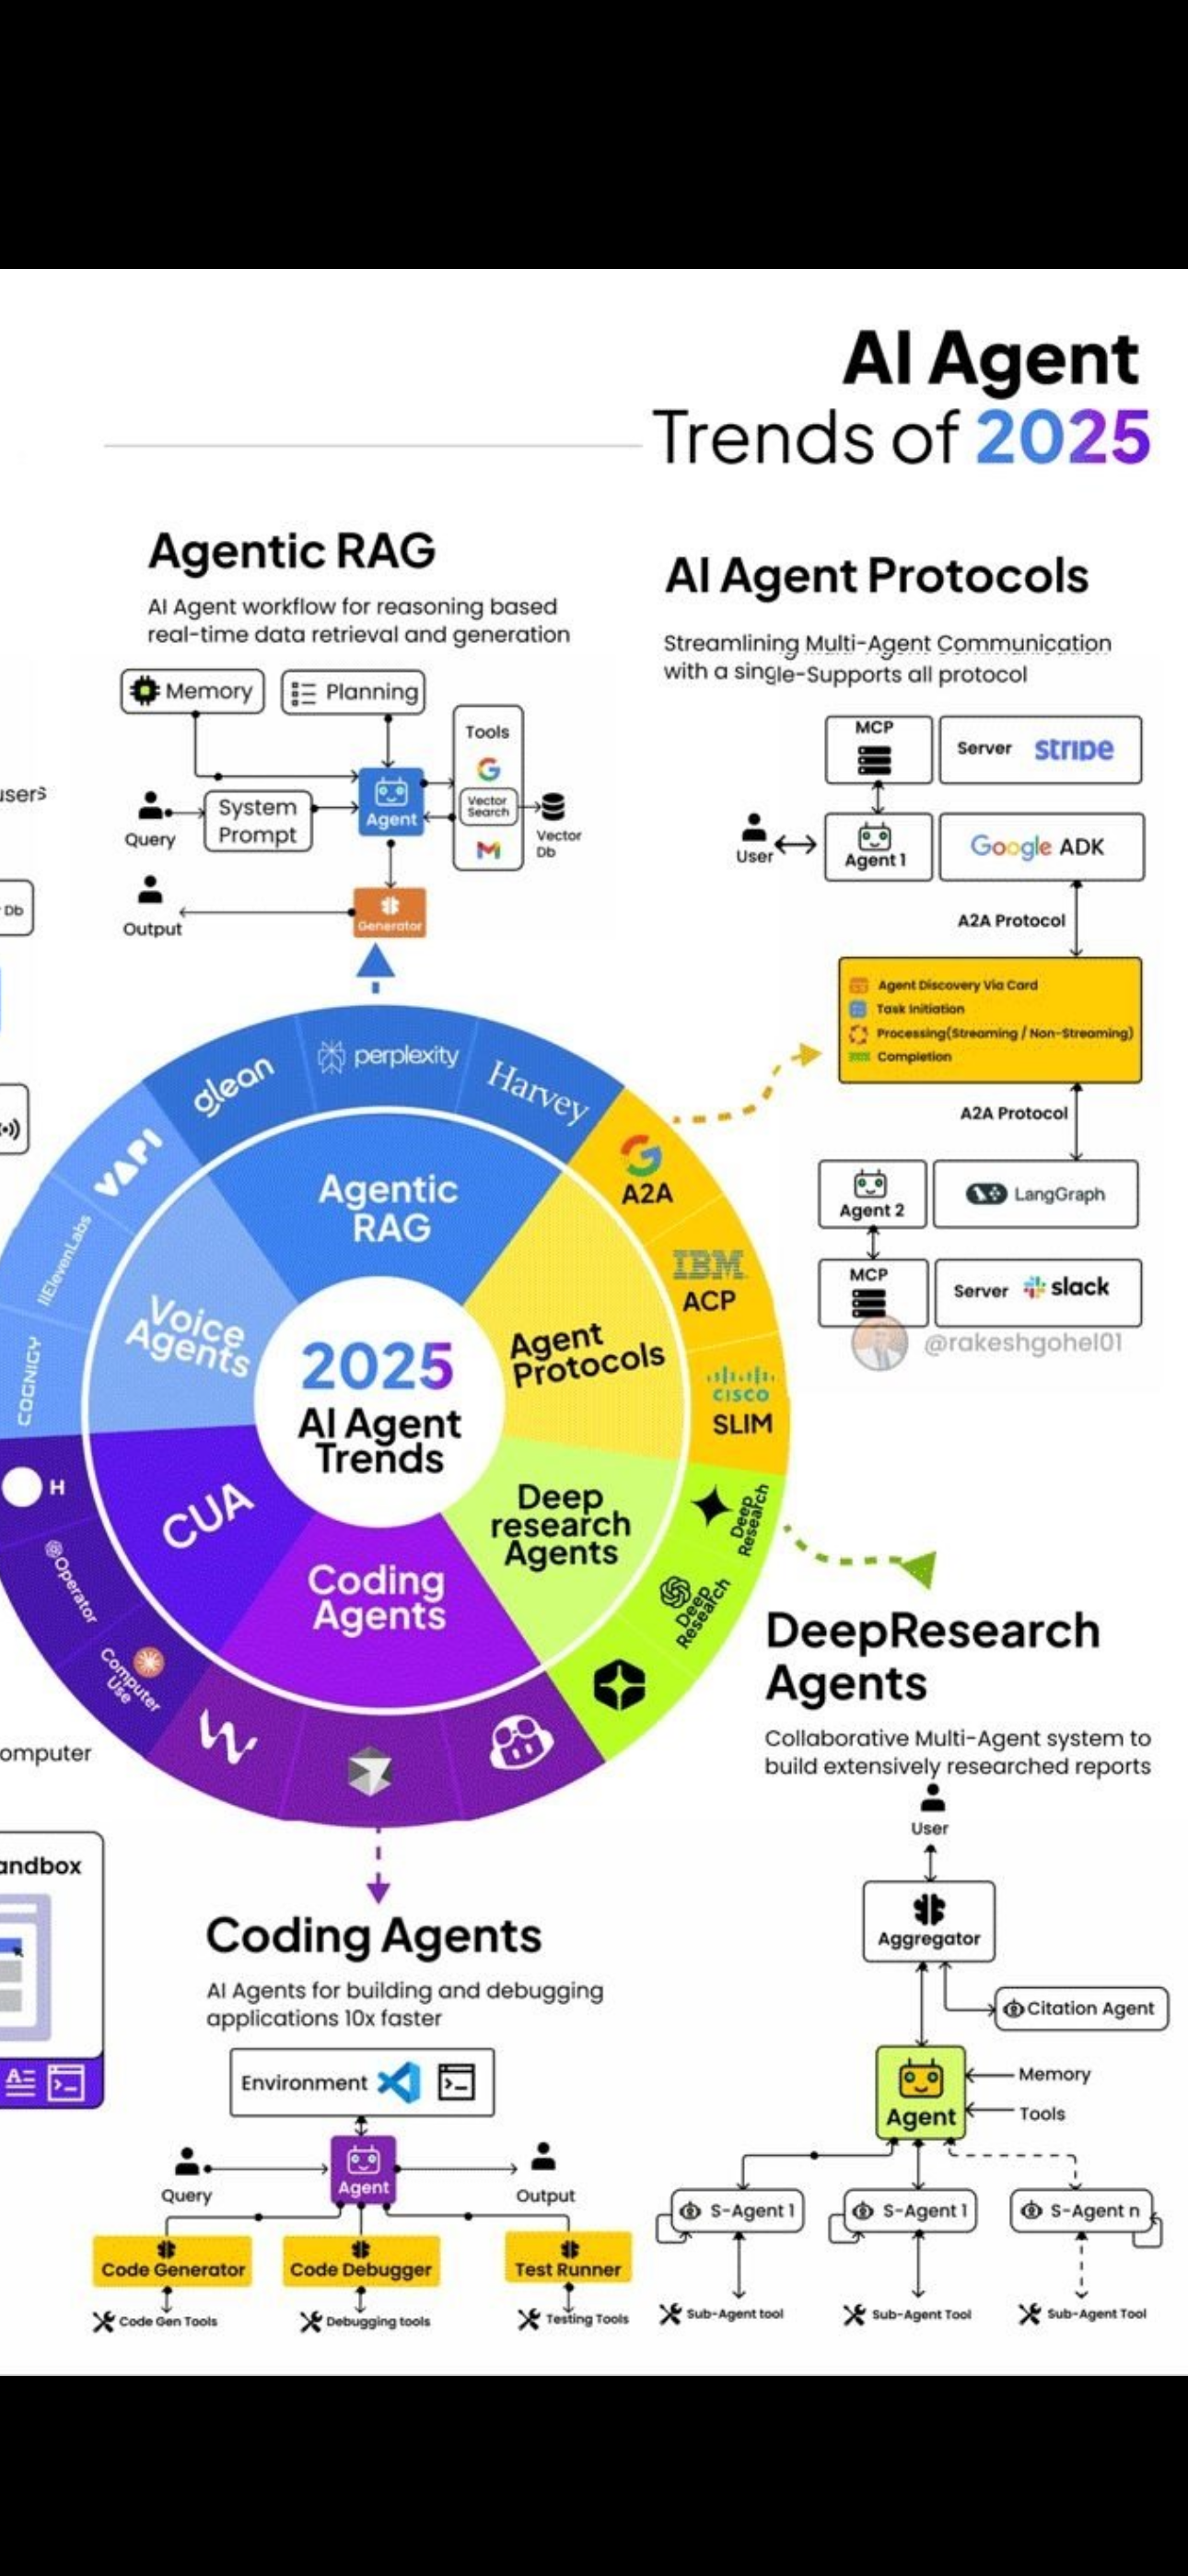 AI Agent
Trends of 2025
Agentic RAG
AI Agent workflow for reasoning based
real-time data retrieval and generation
Memory
Planning
Tools
Vector
Search
Vector
Db
Query
System
Prompt
Agent
Output
Generator
AI Agent Protocols
Streamlining Multi-Agent Communication
with a single-Supports all protocol
MCP
Server stripe
User
Agent 1
Google ADK
A2A Protocol
Agent Discovery Via Card
Task Initiation
Processing(Streaming / Non-Streaming)
Completion
A2A Protocol
Agent 2
LangGraph
MCP
Server slack
@rakeshgohel01
users
Db
glean
perplexity
Harvey
VAPI
IIElevenLabs
COGNIGY
A2A
IBM
ACP
CISCO
SLIM
Agentic
RAG
Voice
Agents
Agent
Protocols
2025
AI Agent
Trends
CUA
Deep
research
Agents
Coding
Agents
H
Operator
Computer
Use
Deep
Research
Deep
Research
DeepResearch
Agents
Collaborative Multi-Agent system to
build extensively researched reports
User
Aggregator
Citation Agent
Agent
Memory
Tools
S-Agent 1
S-Agent 1
S-Agent n
Sub-Agent tool
Sub-Agent Tool
Sub-Agent Tool
omputer
andbox
Coding Agents
AI Agents for building and debugging
applications 10x faster
Environment
Query
Agent
Output
Code Generator
Code Debugger
Test Runner
Code Gen Tools
Debugging tools
Testing Tools